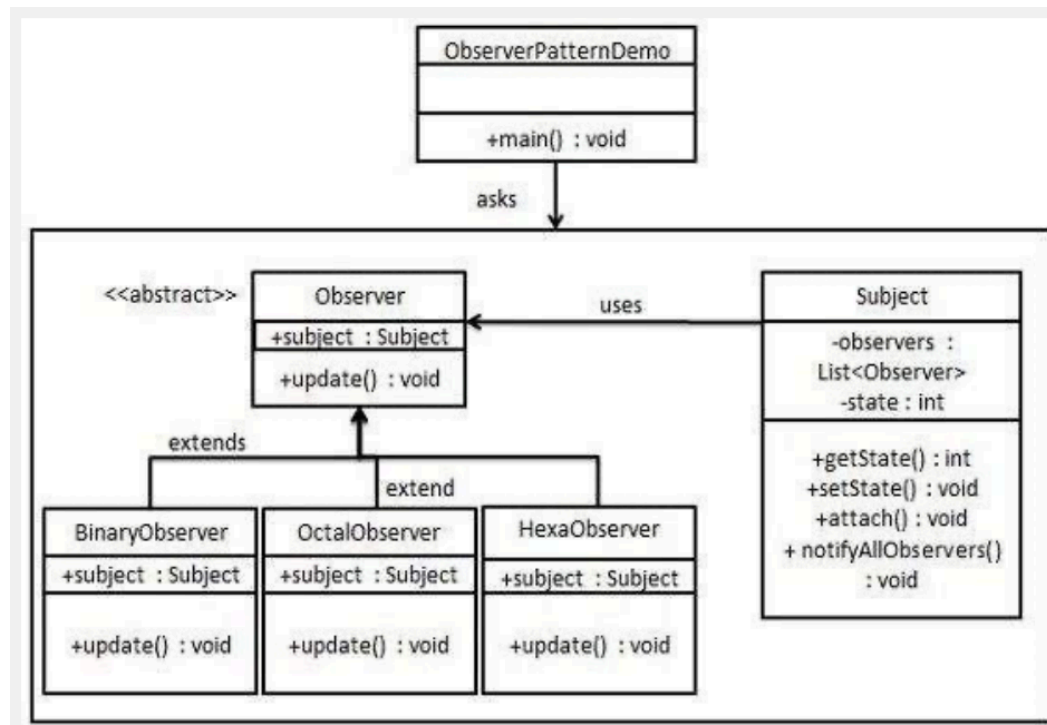 ObserverPatternDemo
+main() : void
asks
<<abstract>>
Observer
+subject : Subject
+update() : void
uses
Subject
-observers :
List<Observer>
-state : int
+getState() : int
+setState() : void
+attach() : void
+ notifyAllObservers()
: void
extends
extend
BinaryObserver
+subject : Subject
+update() : void
OctalObserver
+subject : Subject
+update() : void
HexaObserver
+subject : Subject
+update() : void